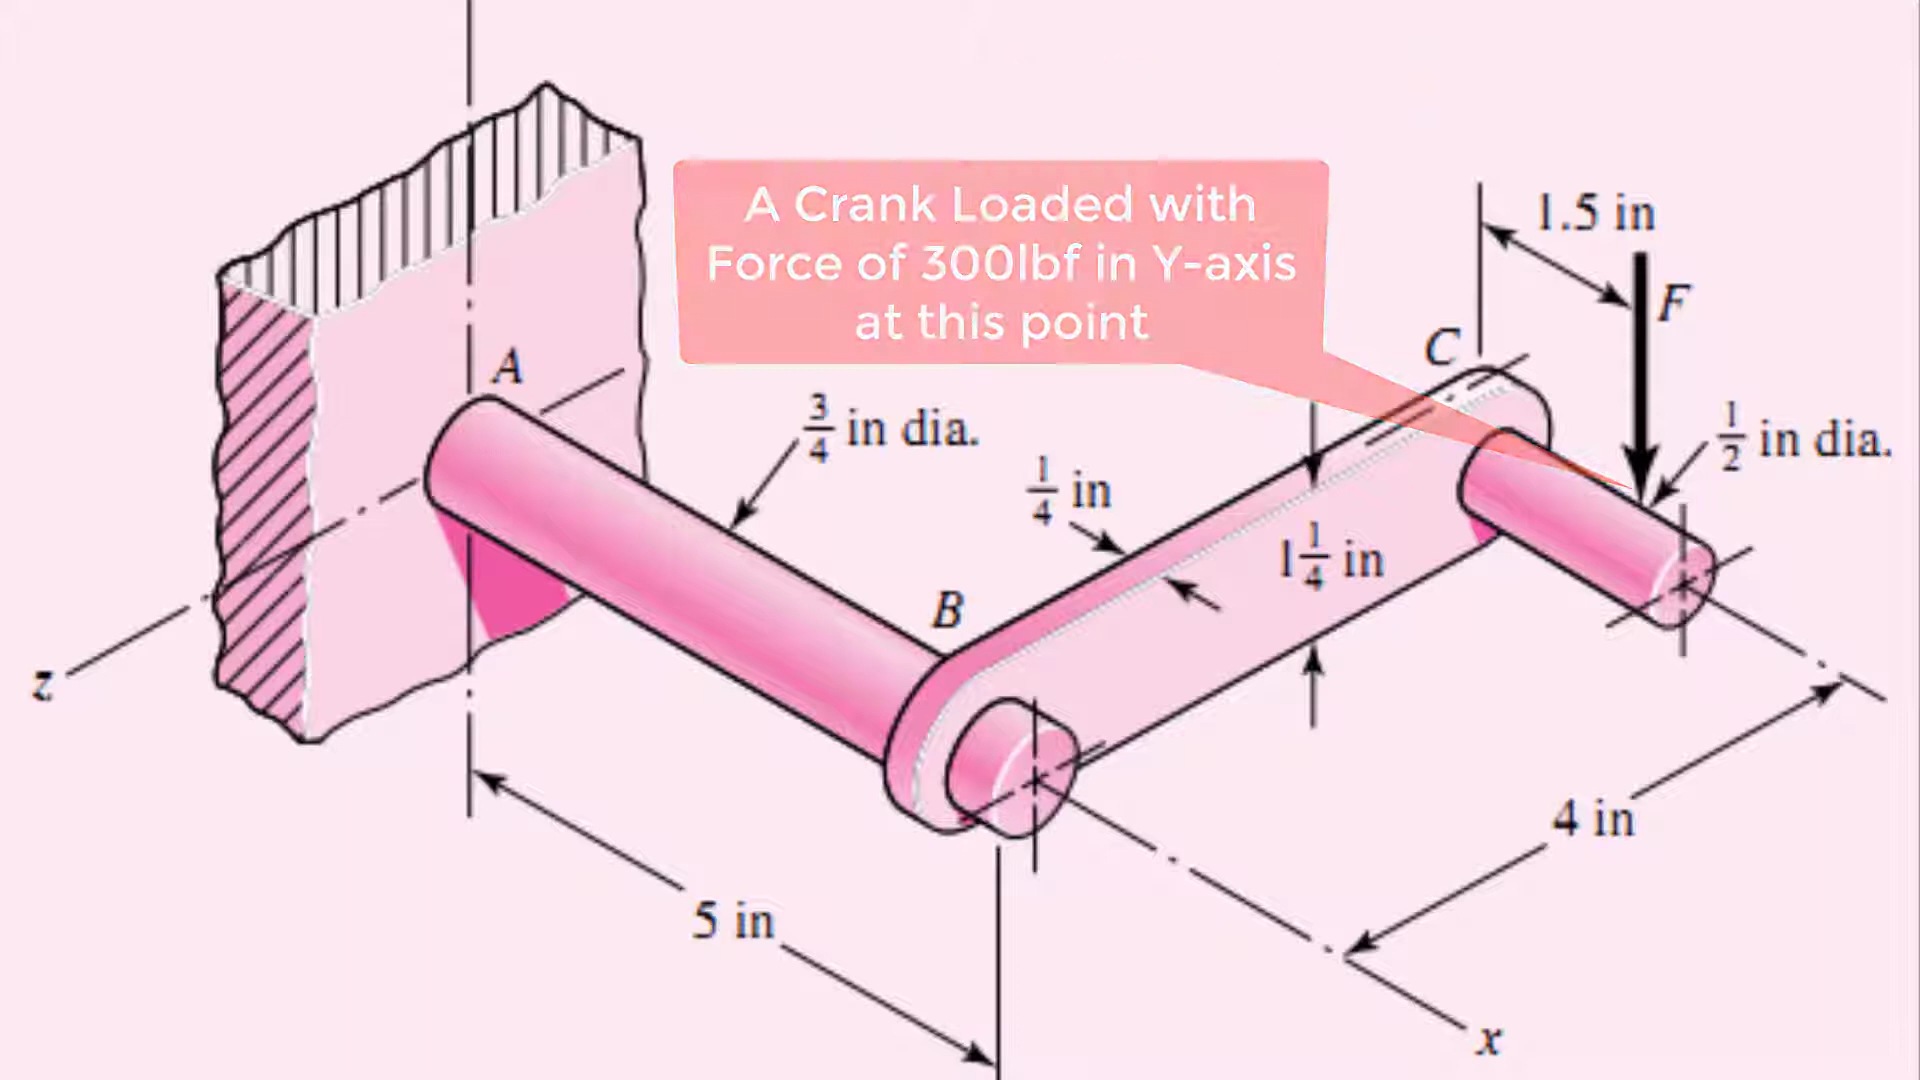 A Crank Loaded with
Force of 300lbf in Y-axis
at this point
1.5 in
F
C
A
3/4 in dia.
1/2 in dia.
1/4 in
1 1/4 in
B
z
4 in
5 in
x